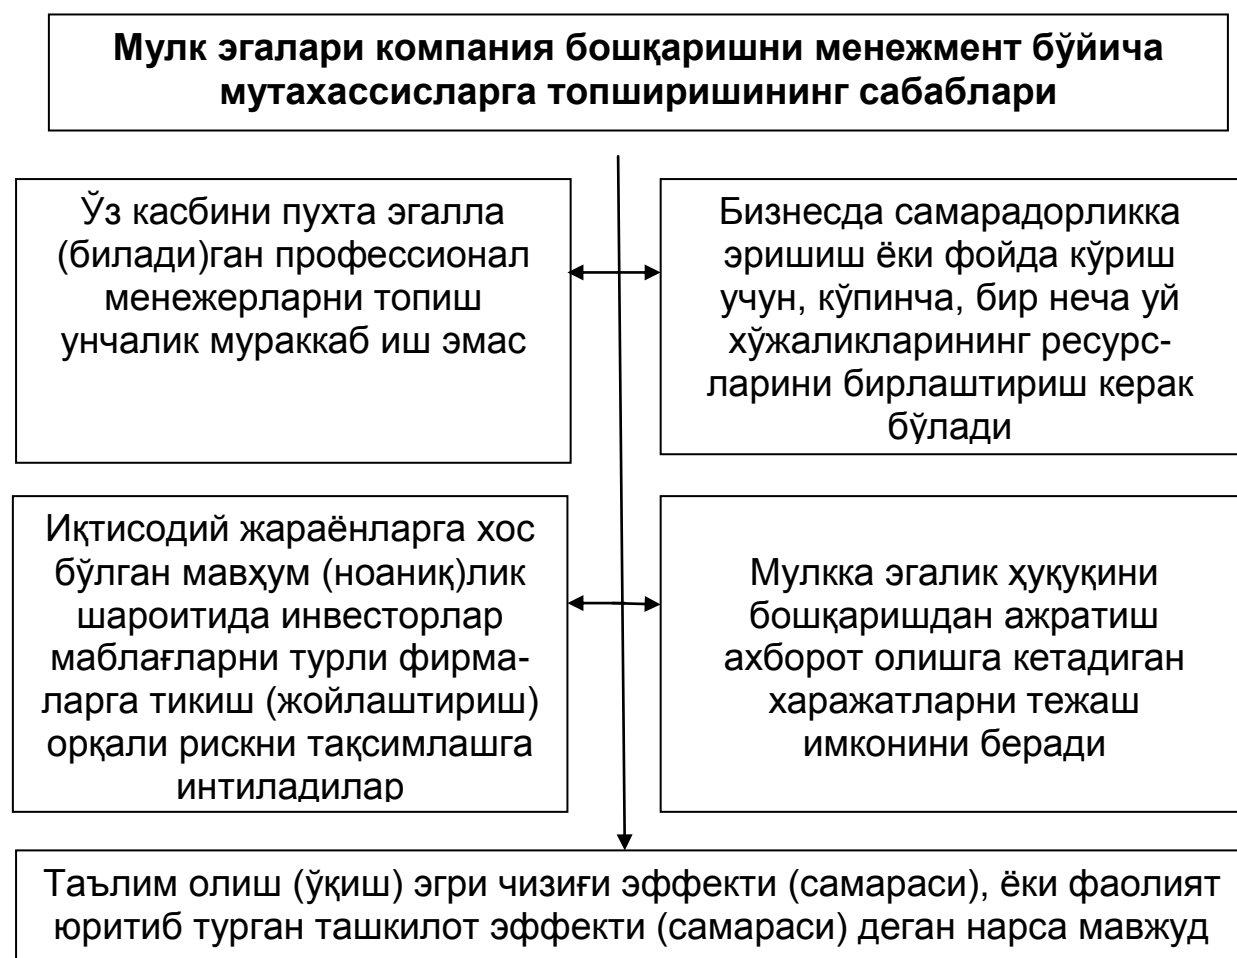 Мулк эгалари компания бошқаришни менежмент бўйича
мутахассисларга топширишининг сабаблари
Ўз касбини пухта эгалла
(билади)ган профессионал
менежерларни топиш
унчалик мураккаб иш эмас
Бизнесда самарадорликка
эришиш ёки фойда кўриш
учун, кўпинча, бир неча уй
хўжаликларининг ресурс-
ларини бирлаштириш керак
бўлади
Иқтисодий жараёнларга хос
бўлган мавҳум (ноаниқ)лик
шароитида инвесторлар
маблағларни турли фирма-
ларга тикиш (жойлаштириш)
орқали рискни тақсимлашга
интиладилар
Мулкка эгалик ҳуқуқини
бошқаришдан ажратиш
ахборот олишга кетадиган
харажатларни тежаш
имконини беради
Таълим олиш (ўқиш) эгри чизиғи эффекти (самараси), ёки фаолият
юритиб турган ташкилот эффекти (самараси) деган нарса мавжуд